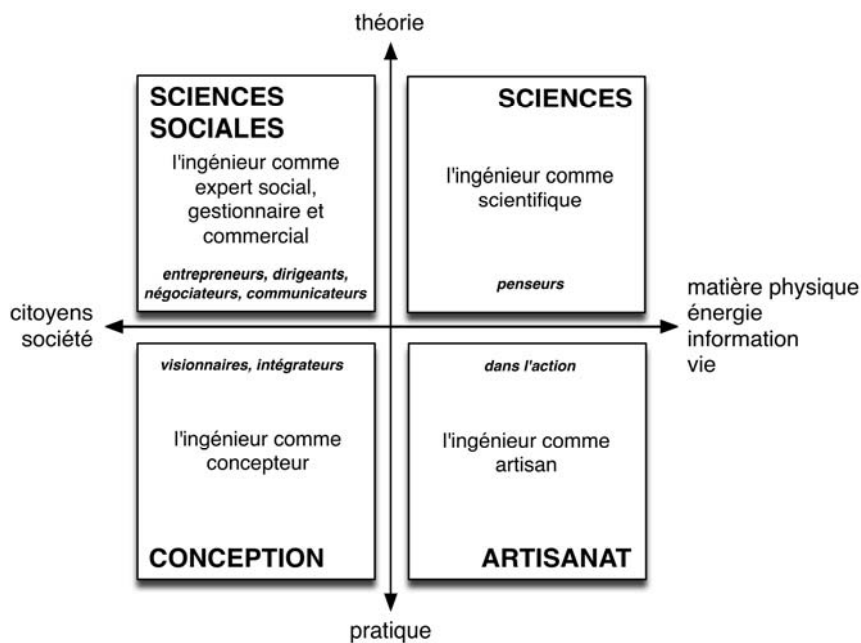 théorie
SCIENCES
SOCIALES
l'ingénieur comme
expert social,
gestionnaire et
commercial
entrepreneurs, dirigeants,
négociateurs, communicateurs
SCIENCES
l'ingénieur comme
scientifique
penseurs
citoyens
société
matière physique
énergie
information
vie
visionnaires, intégrateurs
l'ingénieur comme
concepteur
CONCEPTION
dans l'action
l'ingénieur comme
artisan
ARTISANAT
pratique